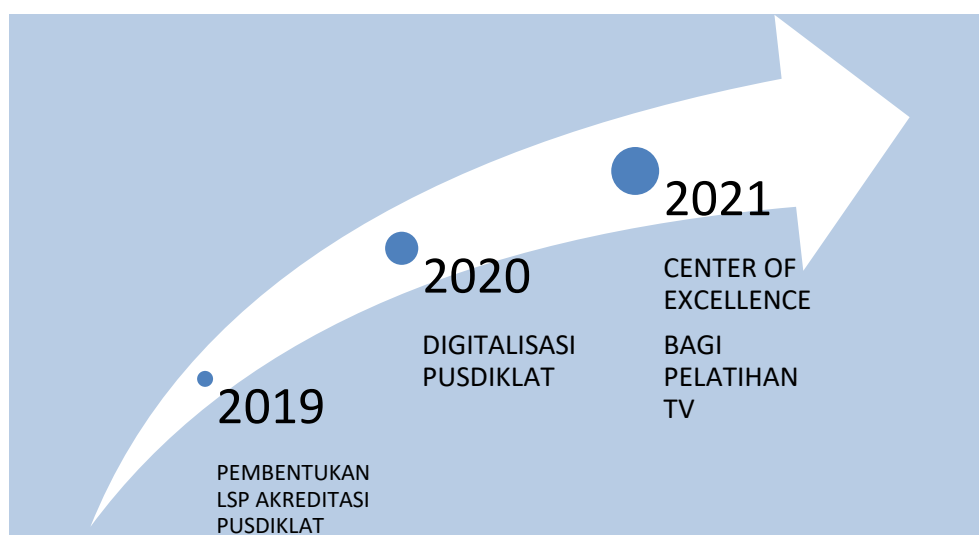 2019
PEMBENTUKAN
LSP AKREDITASI
PUSDIKLAT
2020
DIGITALISASI
PUSDIKLAT
2021
CENTER OF
EXCELLENCE
BAGI
PELATIHAN
TV